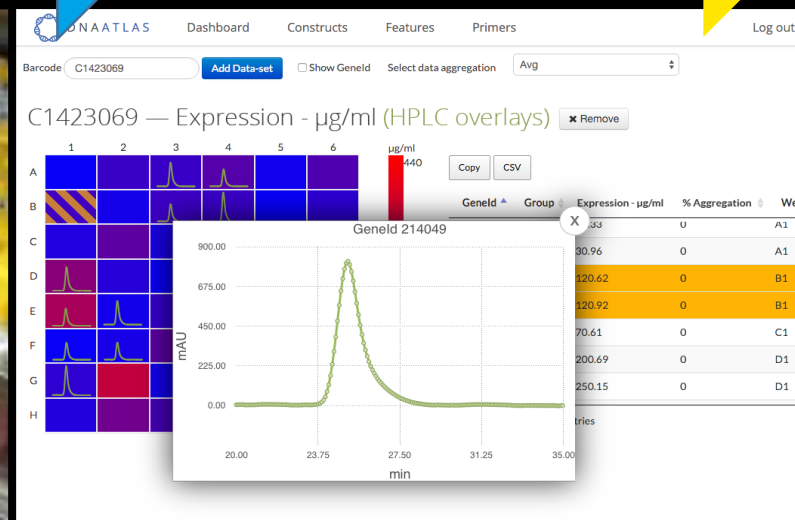 NAATLAS Dashboard Constructs Features Primers Log out
Barcode C1423069 Add Data-set Show GeneId Select data aggregation Avg
C1423069 — Expression - µg/ml (HPLC overlays) ✖ Remove
1 2 3 4 5 6 µg/ml
440
Copy CSV
A
B
C
D
E
F
G
H
GeneId Group Expression - µg/ml % Aggregation We
.33 0 A1
30.96 0 A1
120.62 0 B1
120.92 0 B1
70.61 0 C1
200.69 0 D1
250.15 0 D1
tries
X
GeneId 214049
900.00
675.00
450.00
225.00
0.00
mAU
20.00 23.75 27.50 31.25 35.00
min